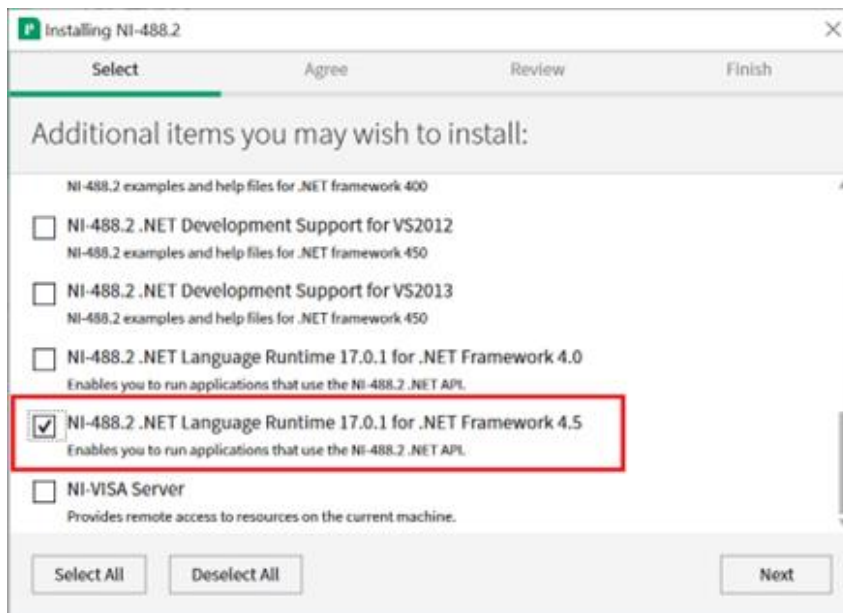 Installing NI-488.2
Select Agree Review Finish
Additional items you may wish to install:
NI-488.2 examples and help files for .NET framework 400
NI-488.2 .NET Development Support for VS2012
NI-488.2 examples and help files for .NET framework 450
NI-488.2 .NET Development Support for VS2013
NI-488.2 examples and help files for .NET framework 450
NI-488.2 .NET Language Runtime 17.0.1 for .NET Framework 4.0
Enables you to run applications that use the NI-488.2 .NET API.
NI-488.2 .NET Language Runtime 17.0.1 for .NET Framework 4.5
Enables you to run applications that use the NI-488.2 .NET API.
NI-VISA Server
Provides remote access to resources on the current machine.
Select All Deselect All Next